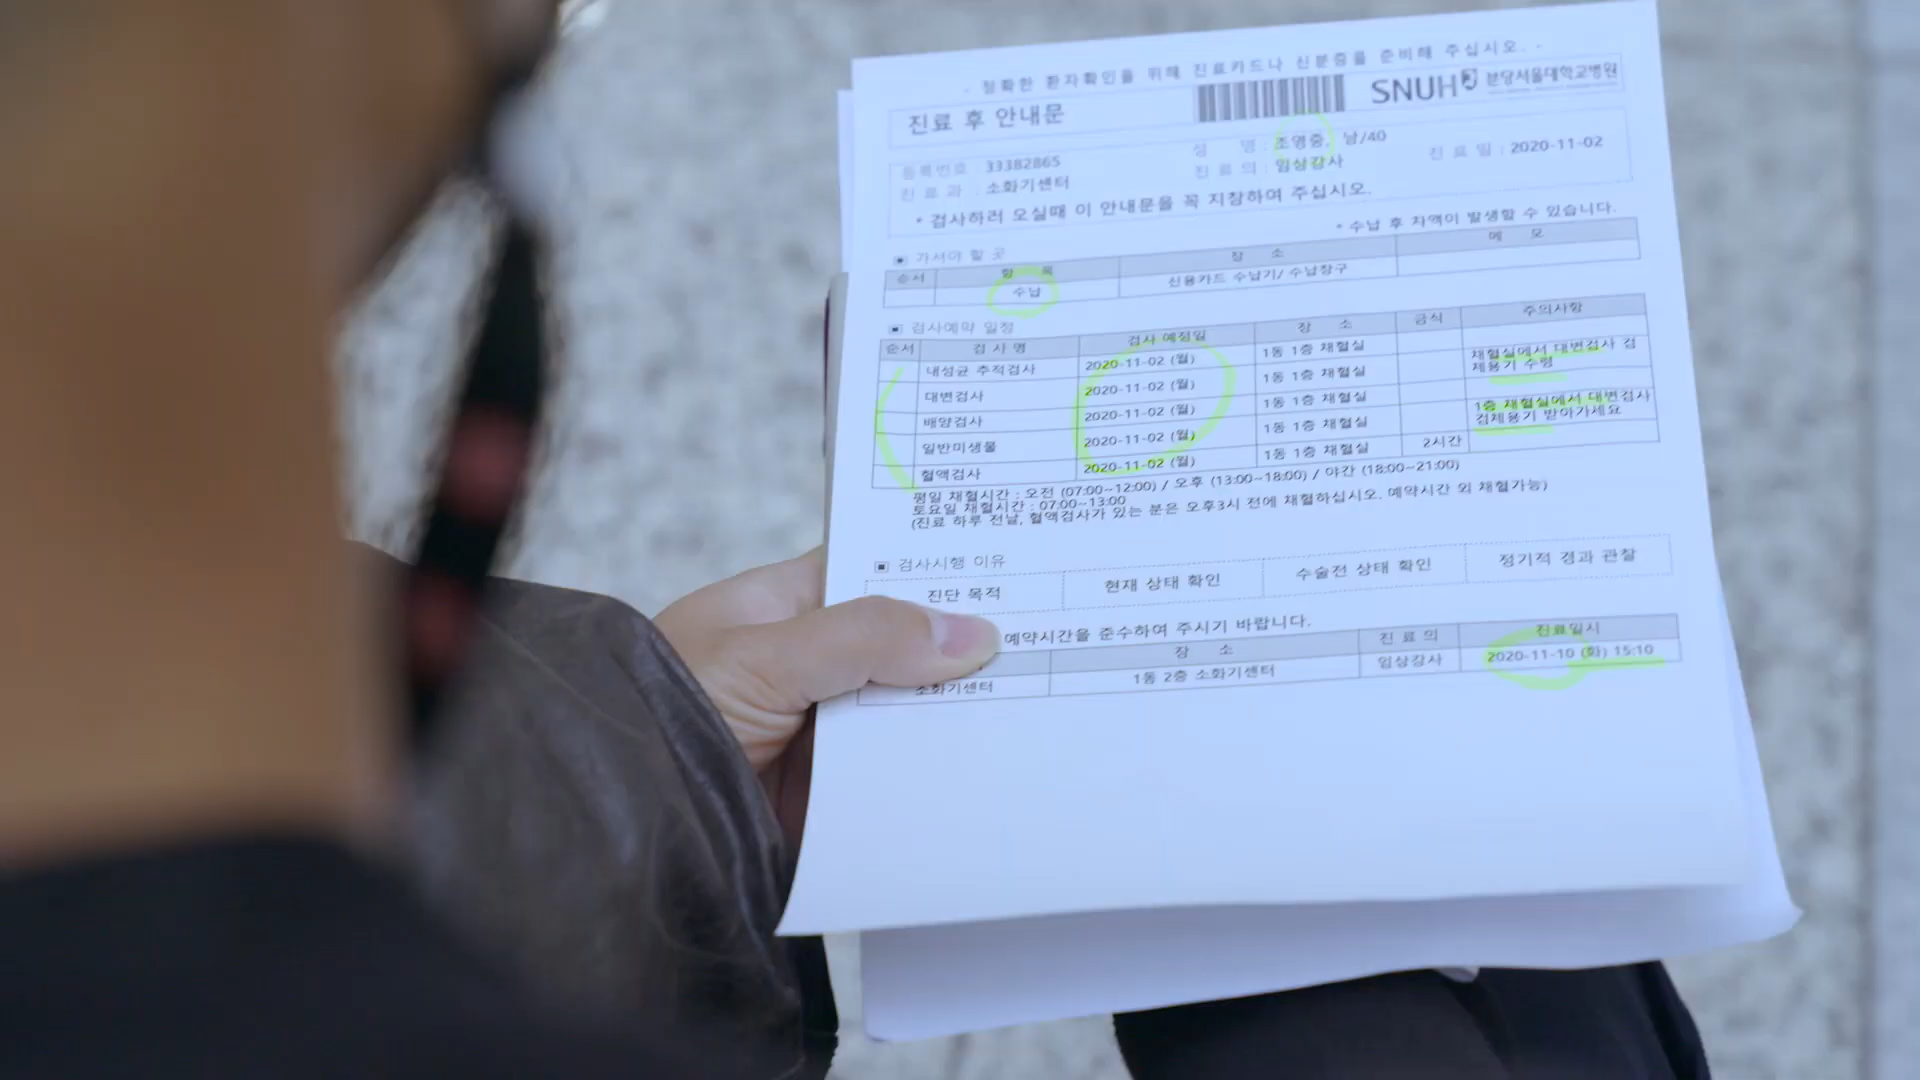 - 정확한 환자확인을 위해 진료카드나 신분증을 준비해 주십시오. -
진료 후 안내문
SNUH 분당서울대학교병원
등록번호 33382865 성 명 : 조영중, 남/40
진 료 과 : 소화기센터 진 료 의 : 임상강사 진 료 일 : 2020-11-02
* 검사하러 오실때 이 안내문을 꼭 지참하여 주십시오.
* 수납 후 차액이 발생할 수 있습니다.
▣ 가셔야 할 곳
순서 항 목 장 소 메 모
수납 신용카드 수납기/ 수납창구
▣ 검사예약 일정
순서 검 사 명 검사 예정일 장 소 금식 주의사항
내성균 추적검사 2020-11-02 (월) 1동 1층 채혈실
대변검사 2020-11-02 (월) 1동 1층 채혈실 채혈실에서 대변검사 검
체용기 수령
배양검사 2020-11-02 (월) 1동 1층 채혈실
일반미생물 2020-11-02 (월) 1동 1층 채혈실 1층 채혈실에서 대변검사
검체용기 받아가세요
혈액검사 2020-11-02 (월) 1동 1층 채혈실 2시간
평일 채혈시간 : 오전 (07:00~12:00) / 오후 (13:00~18:00) / 야간 (18:00~21:00)
토요일 채혈시간 : 07:00~13:00
(진료 하루 전날, 혈액검사가 있는 분은 오후3시 전에 채혈하십시오. 예약시간 외 채혈가능)
▣ 검사시행 이유
진단 목적 현재 상태 확인 수술전 상태 확인 정기적 경과 관찰
예약시간을 준수하여 주시기 바랍니다.
장 소 진 료 의 진료일시
소화기센터 1동 2층 소화기센터 임상강사 2020-11-10 (화) 15:10